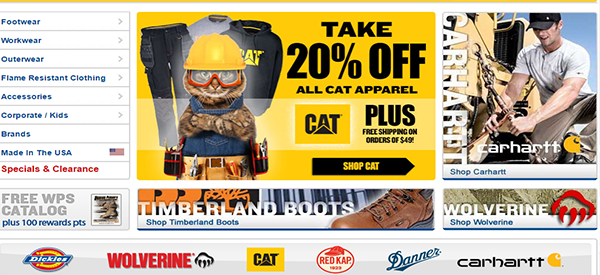 Footwear
Workwear
Outerwear
Flame Resistant Clothing
Accessories
Corporate / Kids
Brands
Made In The USA
Specials & Clearance
CAT
TAKE
20% OFF
ALL CAT APPAREL
CAT
PLUS
FREE SHIPPING ON
ORDERS OF $49!
SHOP CAT
CARHARTT
carhartt
Shop Carhartt
FREE WPS
CATALOG
plus 100 rewards pts
TIMBERLAND BOOTS
Shop Timberland Boots
WOLVERINE
Shop Wolverine
Dickies
WOLVERINE
CAT
RED KAP
1923
Danner
carhartt